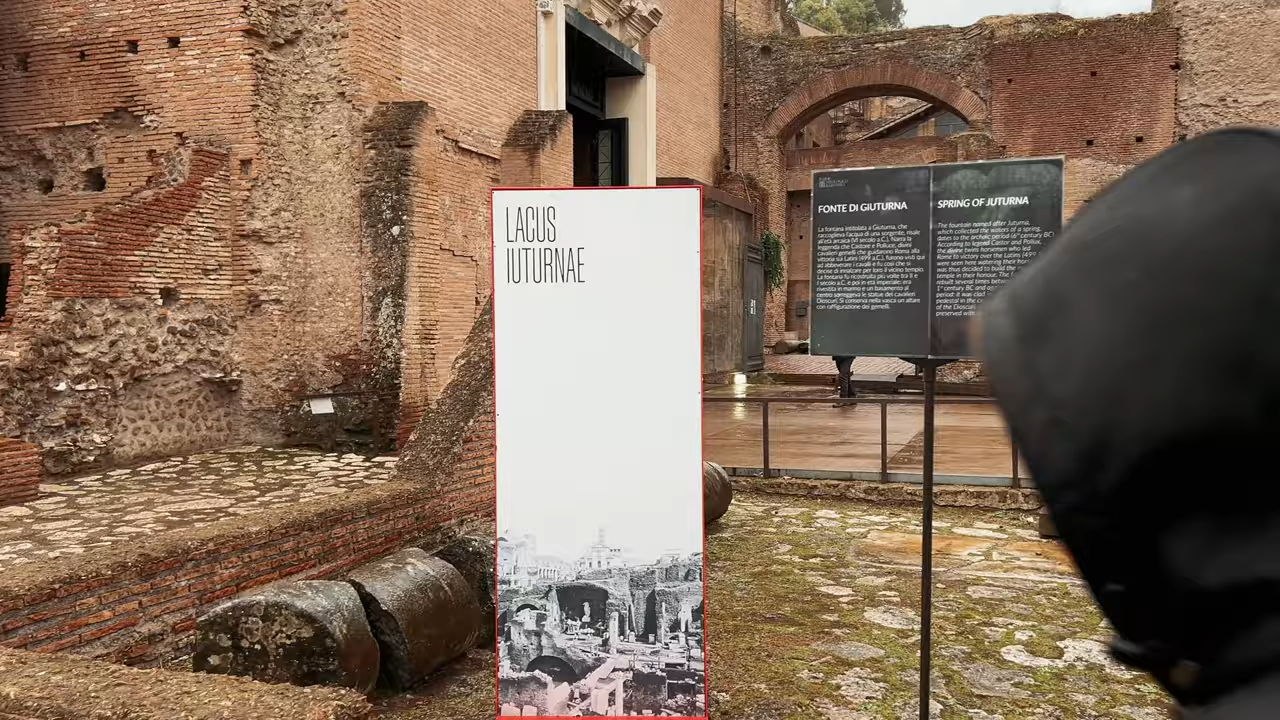 LACUS
IUTURNAE
FONTE DI GIUTURNA
La fontana intitolata a Giuturna, che
raccoglieva l'acqua di una sorgente, risale
all'età arcaica (VI secolo a.C.). Narra la
leggenda che Castore e Polluce, divini
cavalieri gemelli che guidarono Roma alla
vittoria sui Latini (499 a.C.), furono visti qui
ad abbeverare i cavalli e fu così che si
decise di innalzare per loro il vicino tempio.
La fontana fu ricostruita più volte tra II e
I secolo a.C. e poi in età imperiale: era
rivestita in marmo e un basamento al
centro sorreggeva le statue dei cavalieri
Dioscuri. Si conserva nella vasca un altare
con raffigurazione dei gemelli.
SPRING OF JUTURNA
The fountain named after Juturna,
which collected the waters of a spring,
dates to the archaic period (6th century BC).
According to legend Castor and Pollux,
the divine twins horsemen who led
Rome to victory over the Latins (499
were seen here watering their
was thus decided to build the
temple in their honour. The
rebuilt several times
1st century BC and
period: it was clad
pedestal in the
of the Dioscuri
preserved